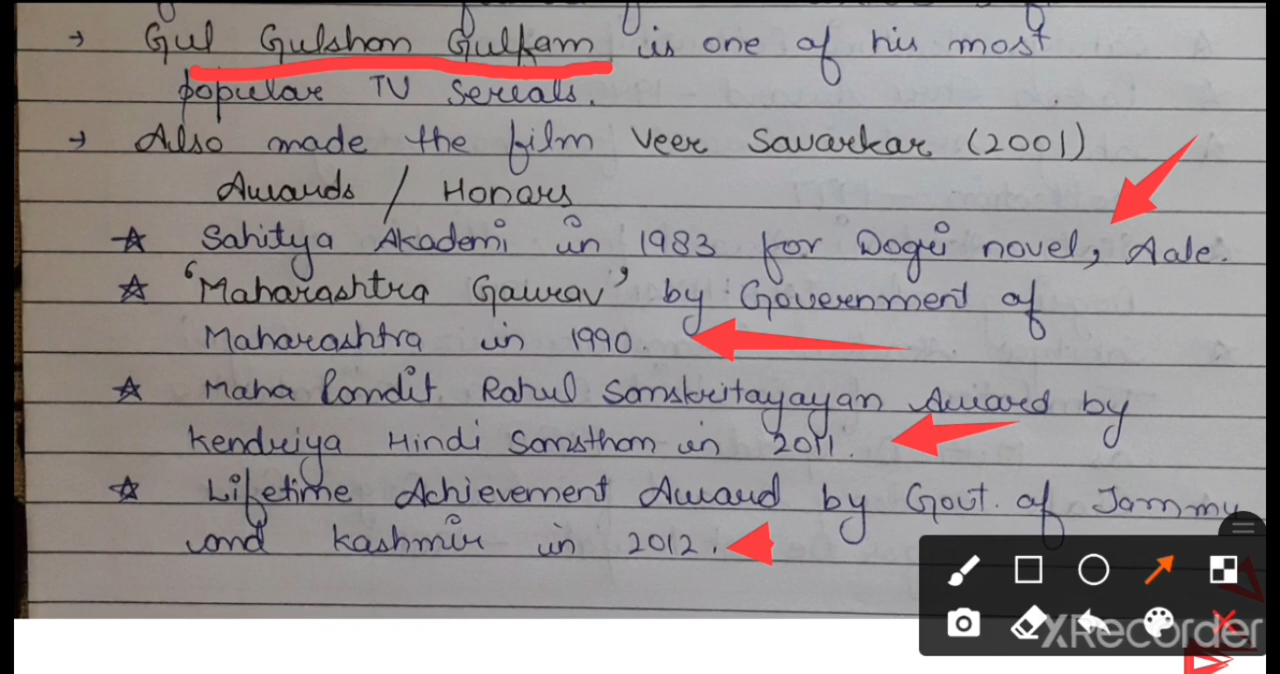 → Gul Gulshan Gulfam is one of his most
popular TV Sereals.
→ Also made the film Veer Savarkar (2001)
Awards / Honors
☆ Sahitya Akademi in 1983 for Dogri novel, Aale.
☆ 'Maharashtra Gaurav' by Government of
Maharashtra in 1990.
☆ Maha Pandit Rahul Sanskritayayan Award by
Kendriya Hindi Sansthan in 2011.
☆ Lifetime Achievement Award by Govt. of Jammu
and Kashmir in 2012.
XRecorder